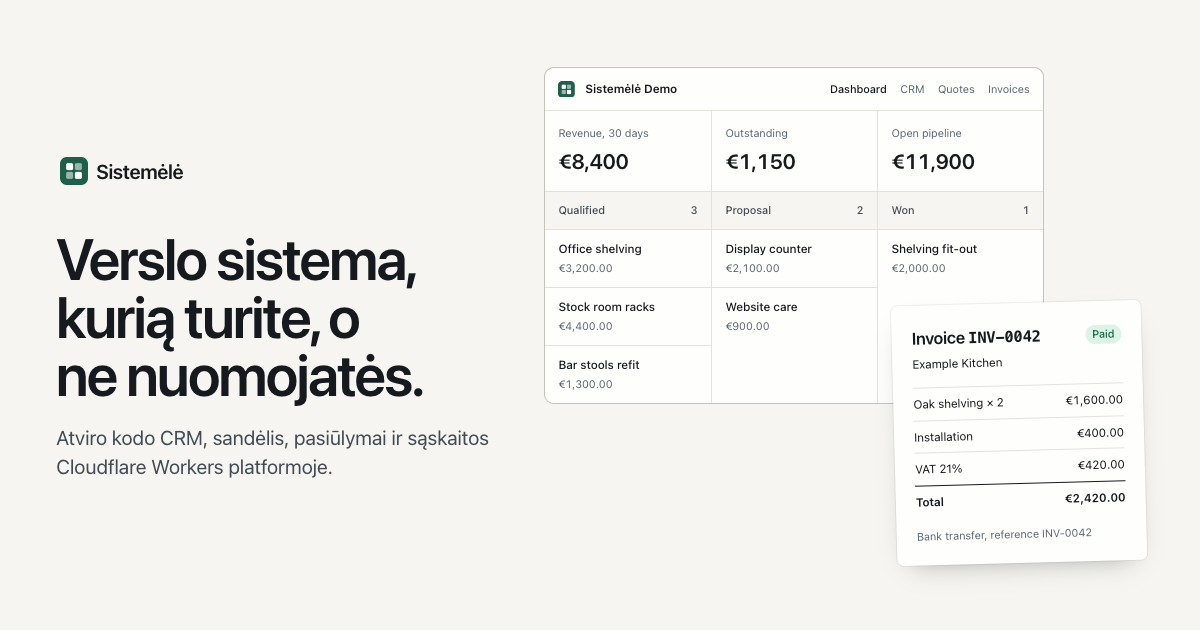 Sistemėlė
Verslo sistema,
kurią turite, o
ne nuomojatės.
Atviro kodo CRM, sandėlis, pasiūlymai ir sąskaitos
Cloudflare Workers platformoje.
Sistemėlė Demo
Dashboard CRM Quotes Invoices
Revenue, 30 days
€8,400
Outstanding
€1,150
Open pipeline
€11,900
Qualified 3
Office shelving
€3,200.00
Stock room racks
€4,400.00
Bar stools refit
€1,300.00
Proposal 2
Display counter
€2,100.00
Website care
€900.00
Won 1
Shelving fit-out
€2,000.00
Invoice INV-0042 Paid
Example Kitchen
Oak shelving × 2 €1,600.00
Installation €400.00
VAT 21% €420.00
Total €2,420.00
Bank transfer, reference INV-0042